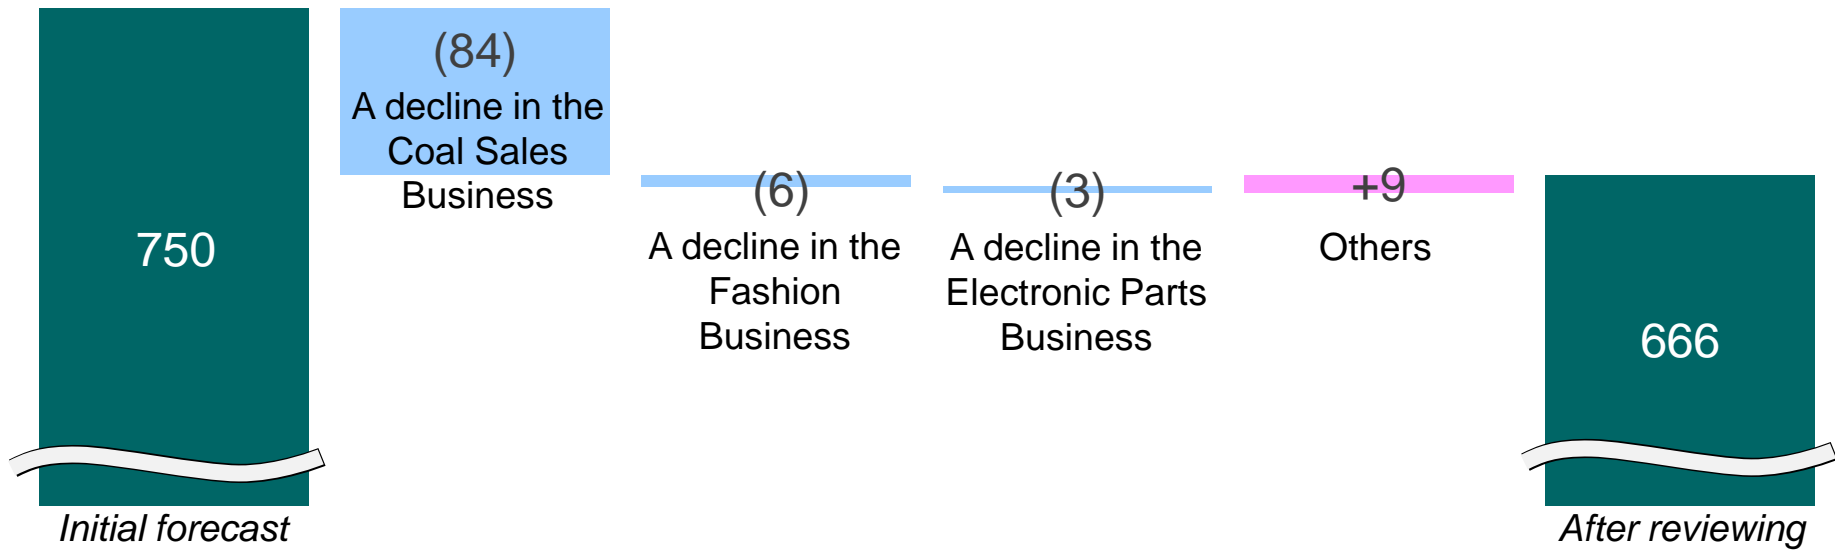 750
Initial forecast
(84)
A decline in the
Coal Sales
Business
(6)
A decline in the
Fashion
Business
(3)
A decline in the
Electronic Parts
Business
+9
Others
666
After reviewing